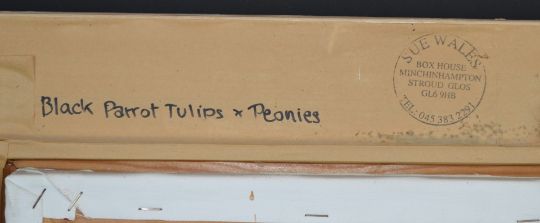 Black Parrot Tulips x Peonies
SUE WALES
BOX HOUSE
MINCHINHAMPTON
STROUD GLOS
GL6 9HB
TEL: 045 383 2291